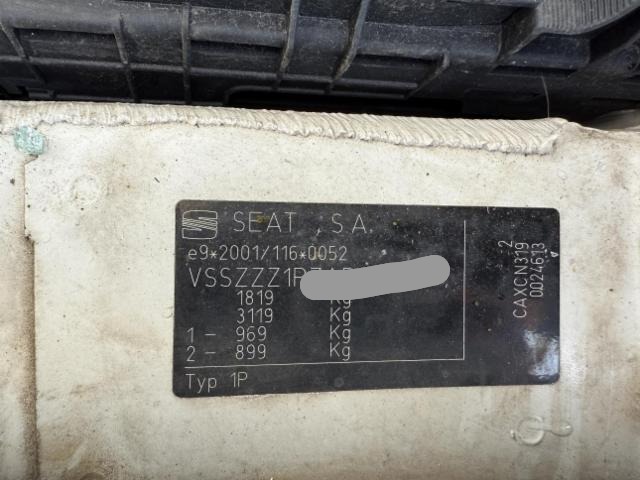 SEAT, S.A.
e9*2001/116*0052
VSSZZZ1P
1819 Kg
3119 Kg
1 - 969 Kg
2 - 899 Kg
Typ 1P
2
CAXCN319
0024613